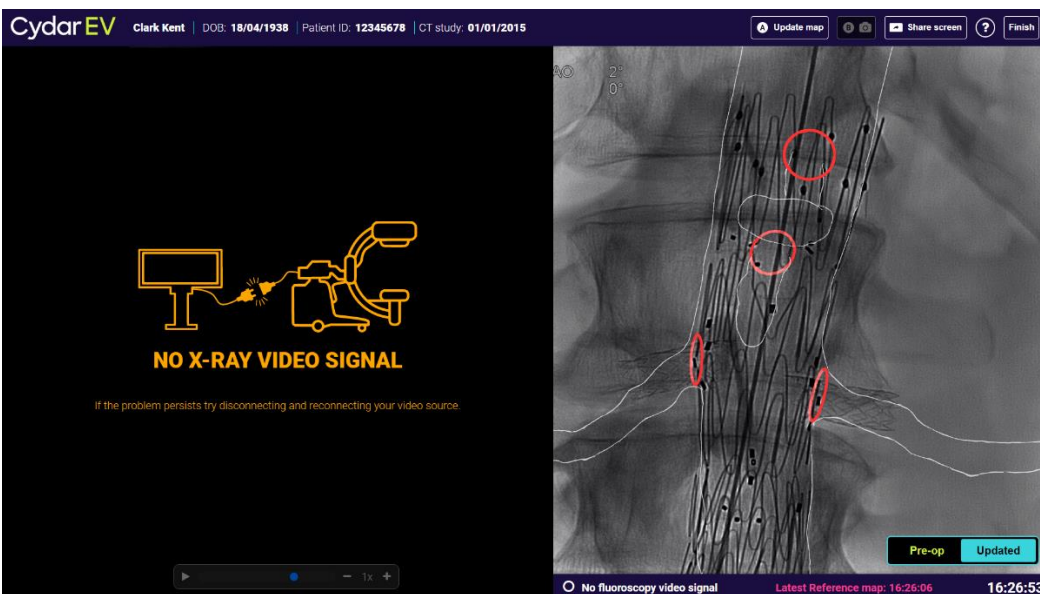 Cydar EV Clark Kent DOB: 18/04/1938 Patient ID: 12345678 CT study: 01/01/2015 A Update map B Share screen ? Finish
AO 2°
0°
NO X-RAY VIDEO SIGNAL
If the problem persists try disconnecting and reconnecting your video source.
Pre-op Updated
1x
No fluoroscopy video signal Latest Reference map: 16:26:06 16:26:53